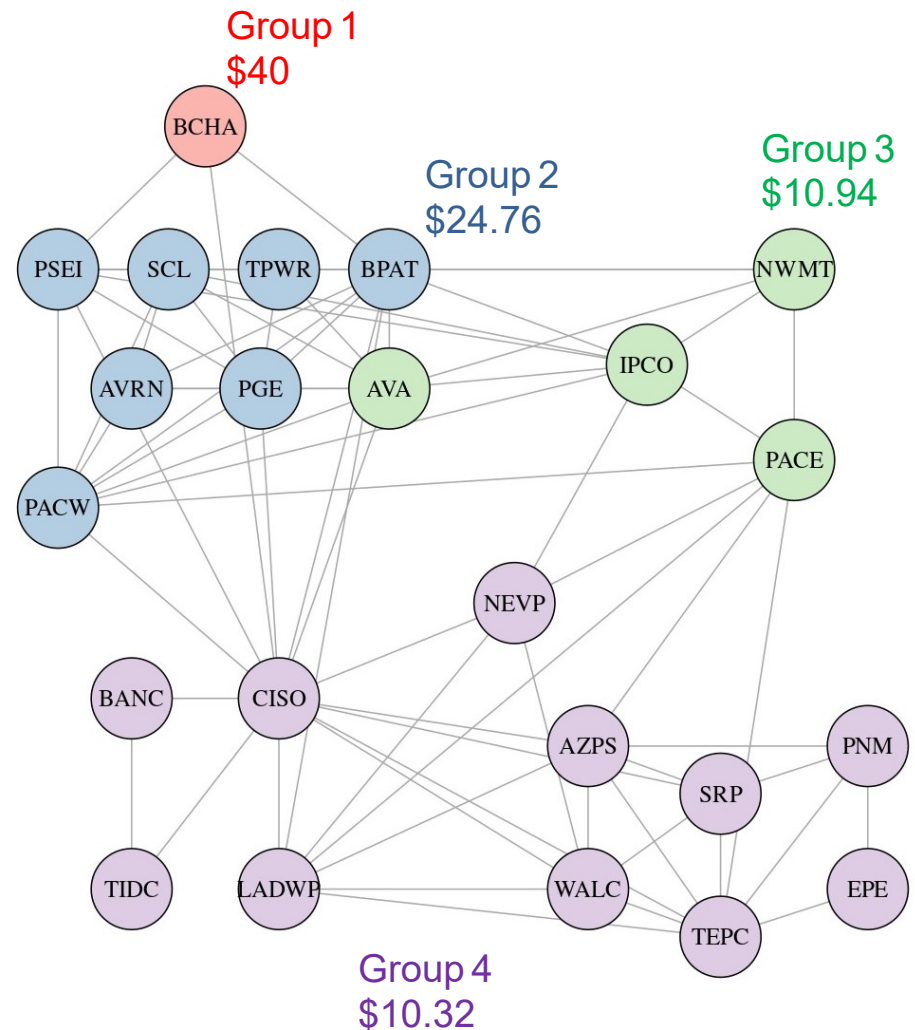 Group 1
$40
BCHA
Group 2
$24.76
Group 3
$10.94
PSEI
SCL
TPWR
BPAT
NWMT
IPCO
AVRN
PGE
AVA
PACE
PACW
NEVP
BANC
CISO
AZPS
PNM
SRP
TIDC
LADWP
WALC
EPE
TEPC
Group 4
$10.32